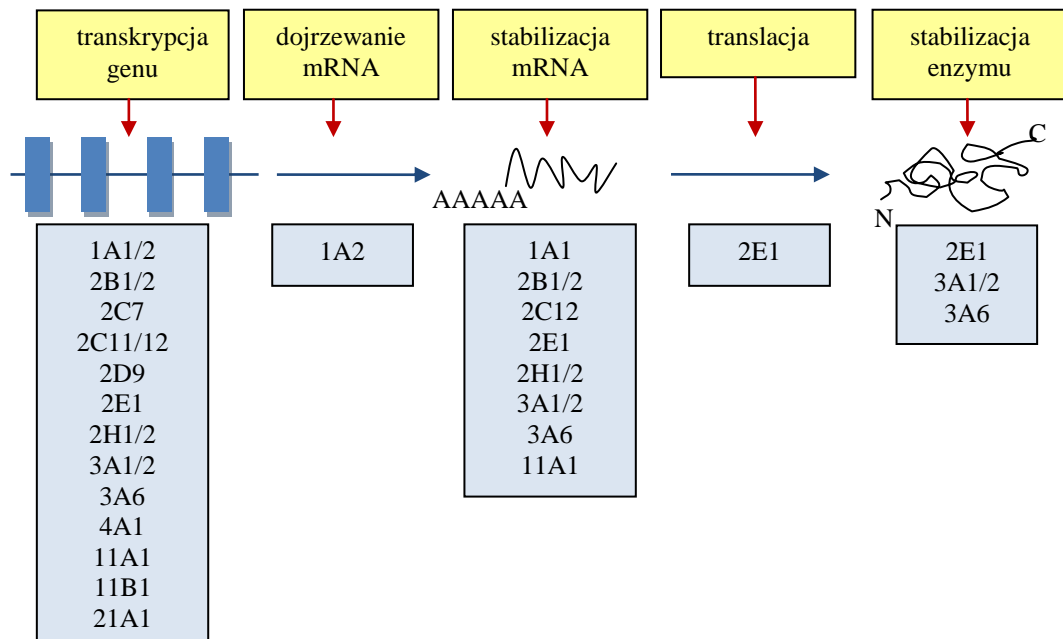 transkrypcja
genu
dojrzewanie
mRNA
stabilizacja
mRNA
translacja
stabilizacja
enzymu
AAAAA
N
C
1A1/2
2B1/2
2C7
2C11/12
2D9
2E1
2H1/2
3A1/2
3A6
4A1
11A1
11B1
21A1
1A2
1A1
2B1/2
2C12
2E1
2H1/2
3A1/2
3A6
11A1
2E1
2E1
3A1/2
3A6